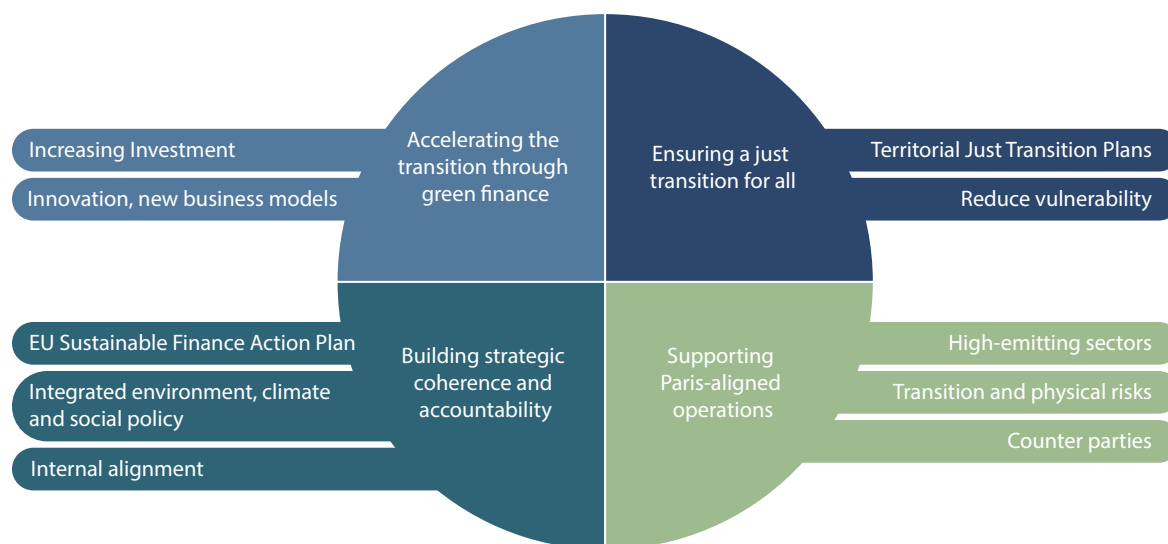 Increasing Investment
Innovation, new business models
Accelerating the
transition through
green finance
Ensuring a just
transition for all
Territorial Just Transition Plans
Reduce vulnerability
EU Sustainable Finance Action Plan
Integrated environment, climate
and social policy
Internal alignment
Building strategic
coherence and
accountability
Supporting
Paris-aligned
operations
High-emitting sectors
Transition and physical risks
Counter parties